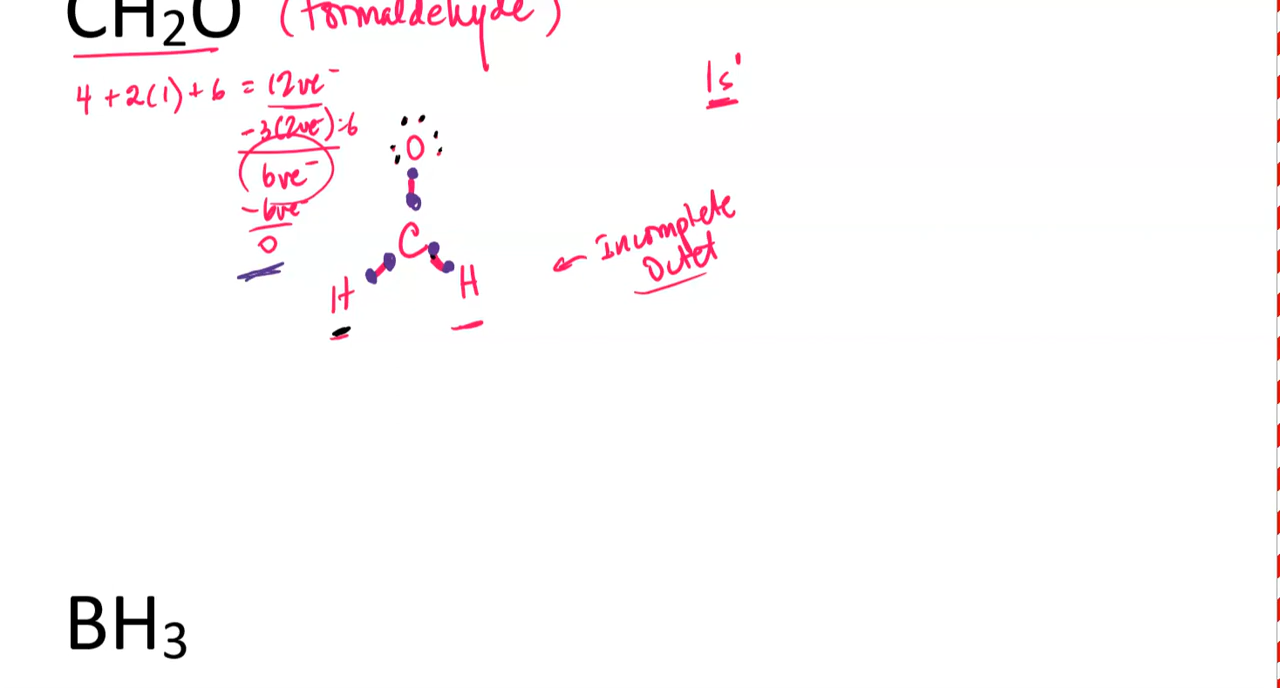 CH2O (formaldehyde)
4 + 2(1) + 6 = 12ve⁻
-3(2ve⁻)=6
6ve⁻
-6ve⁻
0
1s¹
:O:
C
H H
← Incomplete
Octet
BH3